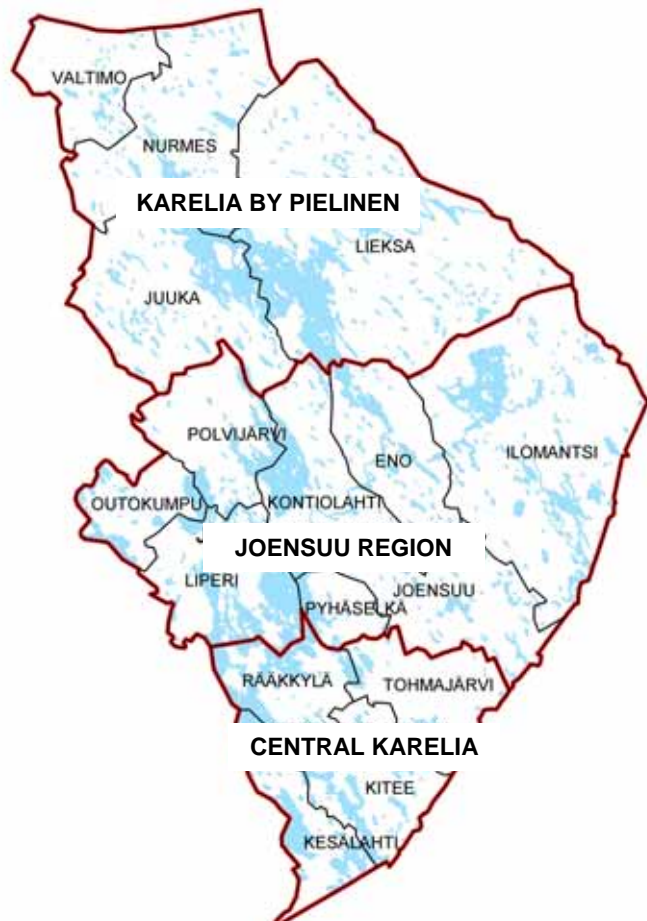 VALTIMO
NURMES
KARELIA BY PIELINEN
LIEKSA
JUUKA
POLVIJÄRVI
ILOMANTSI
ENO
OUTOKUMPU
KONTIOLAHTI
JOENSUU REGION
LIPERI
JOENSUU
PYHÄSELKÄ
RÄÄKKYLÄ
TOHMAJÄRVI
CENTRAL KARELIA
KITEE
KESÄLAHTI